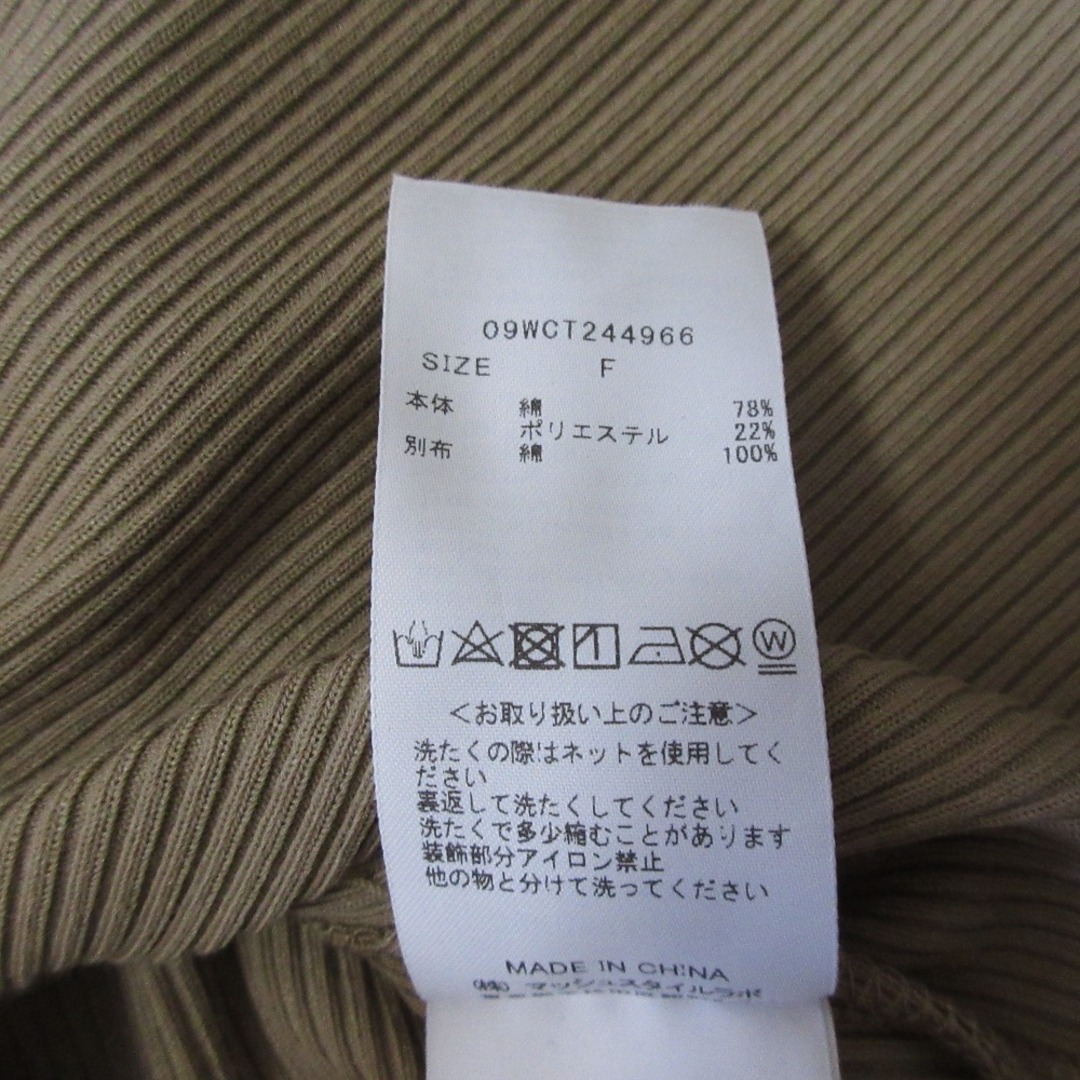 09WCT244966
SIZE F
本体 綿 78%
ポリエステル 22%
別布 綿 100%
W
<お取り扱い上のご注意>
洗たくの際はネットを使用してく
ださい
裏返して洗たくしてください
洗たくで多少縮むことがあります
装飾部分アイロン禁止
他の物と分けて洗ってください
MADE IN CHINA
(株) マッシュスタイルラボ